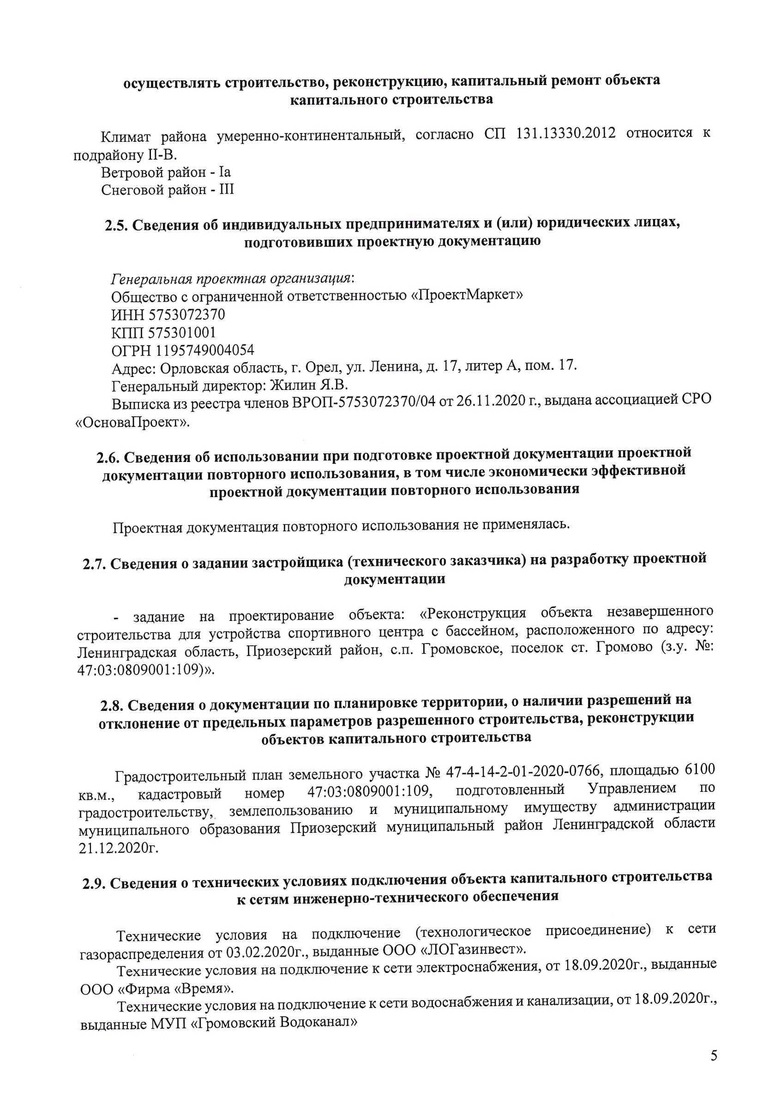 осуществлять строительство, реконструкцию, капитальный ремонт объекта
капитального строительства
Климат района умеренно-континентальный, согласно СП 131.13330.2012 относится к
подрайону II-В.
Ветровой район - Iа
Снеговой район - III
2.5. Сведения об индивидуальных предпринимателях и (или) юридических лицах,
подготовивших проектную документацию
Генеральная проектная организация:
Общество с ограниченной ответственностью «ПроектМаркет»
ИНН 5753072370
КПП 575301001
ОГРН 1195749004054
Адрес: Орловская область, г. Орел, ул. Ленина, д. 17, литер А, пом. 17.
Генеральный директор: Жилин Я.В.
Выписка из реестра членов ВРОП-5753072370/04 от 26.11.2020 г., выдана ассоциацией СРО
«ОсноваПроект».
2.6. Сведения об использовании при подготовке проектной документации проектной
документации повторного использования, в том числе экономически эффективной
проектной документации повторного использования
Проектная документация повторного использования не применялась.
2.7. Сведения о задании застройщика (технического заказчика) на разработку проектной
документации
- задание на проектирование объекта: «Реконструкция объекта незавершенного
строительства для устройства спортивного центра с бассейном, расположенного по адресу:
Ленинградская область, Приозерский район, с.п. Громовское, поселок ст. Громово (з.у. №:
47:03:0809001:109)».
2.8. Сведения о документации по планировке территории, о наличии разрешений на
отклонение от предельных параметров разрешенного строительства, реконструкции
объектов капитального строительства
Градостроительный план земельного участка № 47-4-14-2-01-2020-0766, площадью 6100
кв.м., кадастровый номер 47:03:0809001:109, подготовленный Управлением по
градостроительству, землепользованию и муниципальному имуществу администрации
муниципального образования Приозерский муниципальный район Ленинградской области
21.12.2020г.
2.9. Сведения о технических условиях подключения объекта капитального строительства
к сетям инженерно-технического обеспечения
Технические условия на подключение (технологическое присоединение) к сети
газораспределения от 03.02.2020г., выданные ООО «ЛОГазинвест».
Технические условия на подключение к сети электроснабжения, от 18.09.2020г., выданные
ООО «Фирма «Время».
Технические условия на подключение к сети водоснабжения и канализации, от 18.09.2020г.,
выданные МУП «Громовский Водоканал»
5